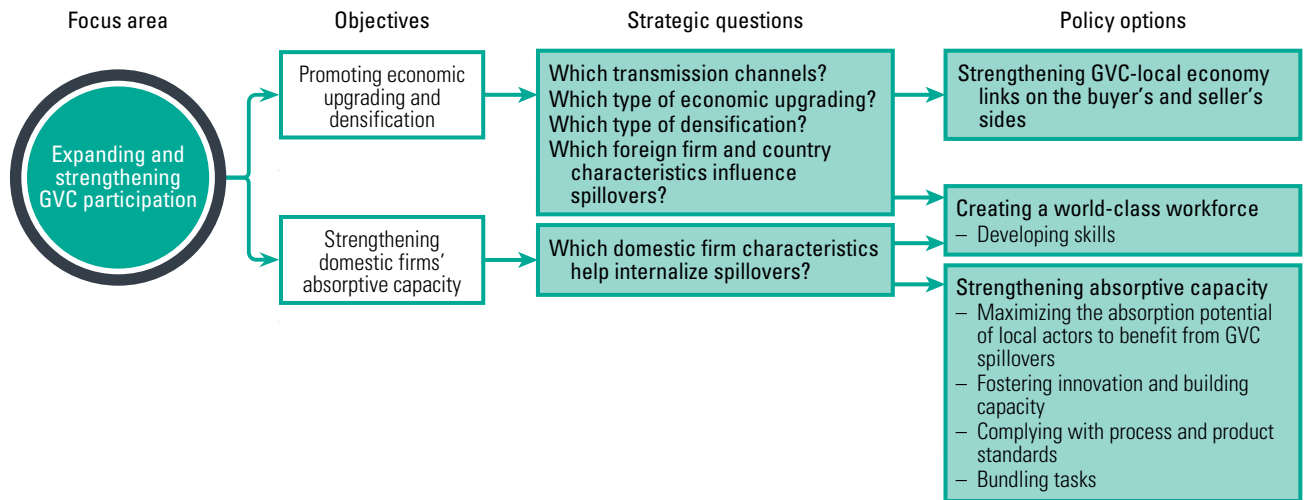 Focus area
Objectives
Strategic questions
Policy options
Expanding and
strengthening
GVC participation
Promoting economic
upgrading and
densification
Strengthening
domestic firms'
absorptive capacity
Which transmission channels?
Which type of economic upgrading?
Which type of densification?
Which foreign firm and country
characteristics influence
spillovers?
Which domestic firm characteristics
help internalize spillovers?
Strengthening GVC-local economy
links on the buyer's and seller's
sides
Creating a world-class workforce
– Developing skills
Strengthening absorptive capacity
– Maximizing the absorption potential
of local actors to benefit from GVC
spillovers
– Fostering innovation and building
capacity
– Complying with process and product
standards
– Bundling tasks